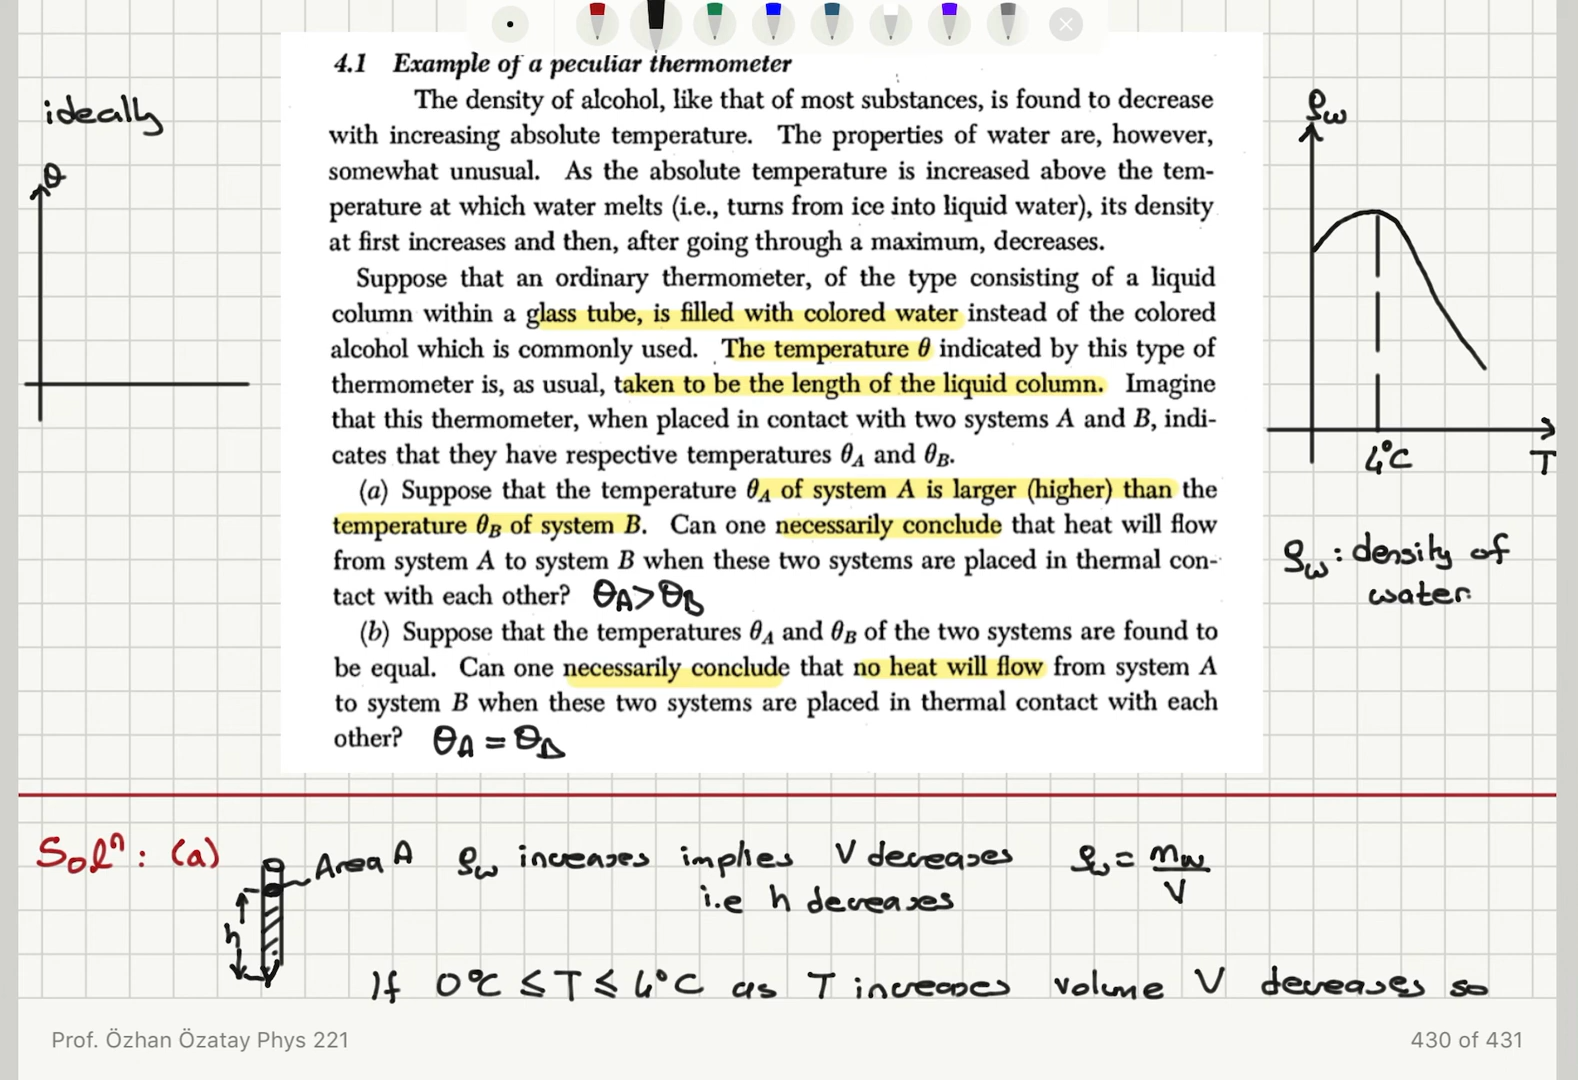 ideally
θ
4.1 Example of a peculiar thermometer
The density of alcohol, like that of most substances, is found to decrease
with increasing absolute temperature. The properties of water are, however,
somewhat unusual. As the absolute temperature is increased above the tem-
perature at which water melts (i.e., turns from ice into liquid water), its density
at first increases and then, after going through a maximum, decreases.
Suppose that an ordinary thermometer, of the type consisting of a liquid
column within a glass tube, is filled with colored water instead of the colored
alcohol which is commonly used. The temperature θ indicated by this type of
thermometer is, as usual, taken to be the length of the liquid column. Imagine
that this thermometer, when placed in contact with two systems A and B, indi-
cates that they have respective temperatures θA and θB.
(a) Suppose that the temperature θA of system A is larger (higher) than the
temperature θB of system B. Can one necessarily conclude that heat will flow
from system A to system B when these two systems are placed in thermal con-
tact with each other? θA>θB
(b) Suppose that the temperatures θA and θB of the two systems are found to
be equal. Can one necessarily conclude that no heat will flow from system A
to system B when these two systems are placed in thermal contact with each
other? θA = θB
ρw
4°C
T
ρw : density of
water
Solⁿ : (a)
Area A
h
ρw increases implies V decreases
i.e h decreases
ρw = mw/V
If 0°C ≤ T ≤ 4°C as T increases volume V decreases so
Prof. Özhan Özatay Phys 221
430 of 431